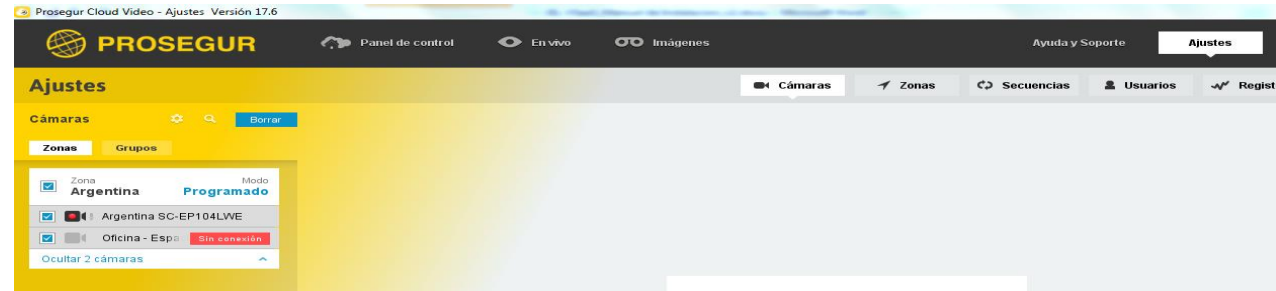 Prosegur Cloud Video - Ajustes Versión 17.6
PROSEGUR
Panel de control
En vivo
Imágenes
Ayuda y Soporte
Ajustes
Ajustes
Cámaras
Zonas
Secuencias
Usuarios
Regist
Cámaras
Borrar
Zonas
Grupos
Zona
Modo
Argentina
Programado
Argentina SC-EP104LWE
Oficina - Espa
Sin conexión
Ocultar 2 cámaras